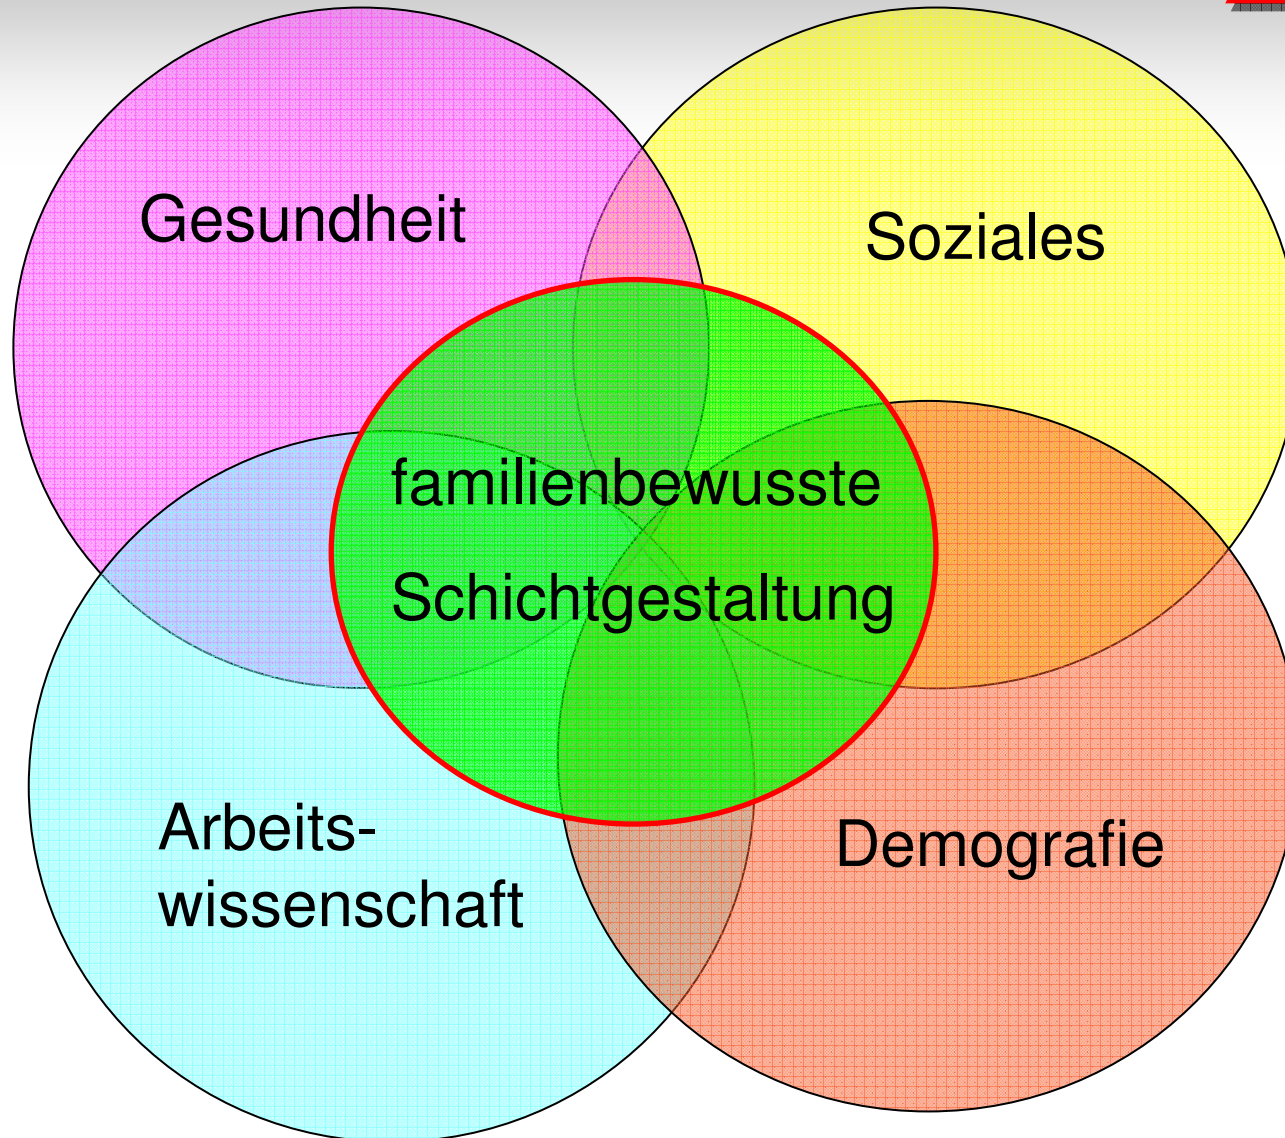 Gesundheit
Soziales
familienbewusste
Schichtgestaltung
Arbeits-
wissenschaft
Demografie